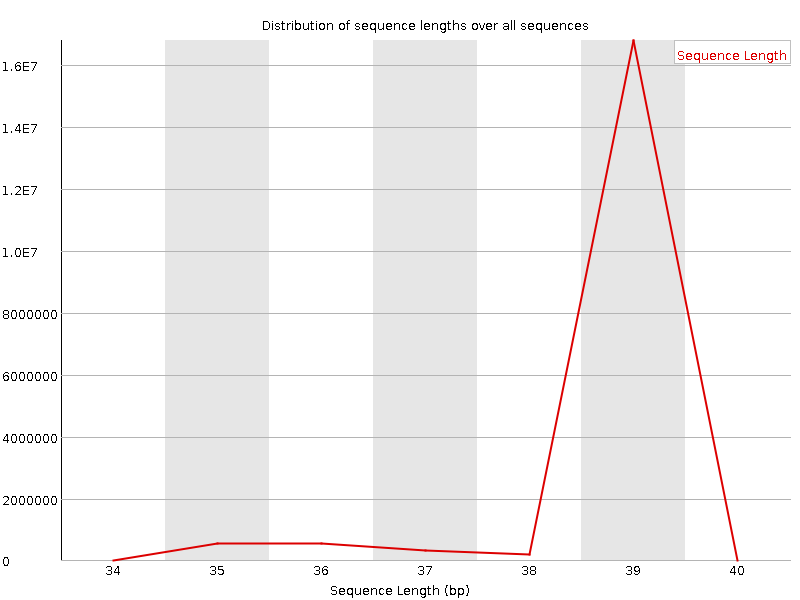 Distribution of sequence lengths over all sequences
Sequence Length
1.6E7
1.4E7
1.2E7
1.0E7
8000000
6000000
4000000
2000000
0
34 35 36 37 38 39 40
Sequence Length (bp)